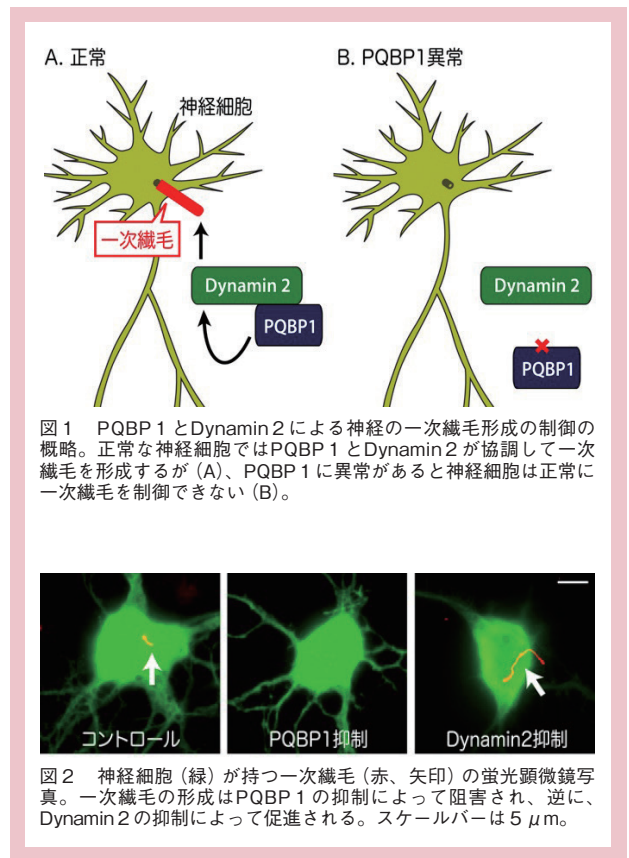 A. 正常
B. PQBP1異常
神経細胞
一次繊毛
Dynamin 2
PQBP1
Dynamin 2
PQBP1
図1 PQBP1とDynamin2による神経の一次繊毛形成の制御の
概略。正常な神経細胞ではPQBP1とDynamin2が協調して一次
繊毛を形成するが(A)、PQBP1に異常があると神経細胞は正常に
一次繊毛を制御できない(B)。
コントロール
PQBP1抑制
Dynamin2抑制
図2 神経細胞(緑)が持つ一次繊毛(赤、矢印)の蛍光顕微鏡写
真。一次繊毛の形成はPQBP1の抑制によって阻害され、逆に、
Dynamin2の抑制によって促進される。スケールバーは5μm。